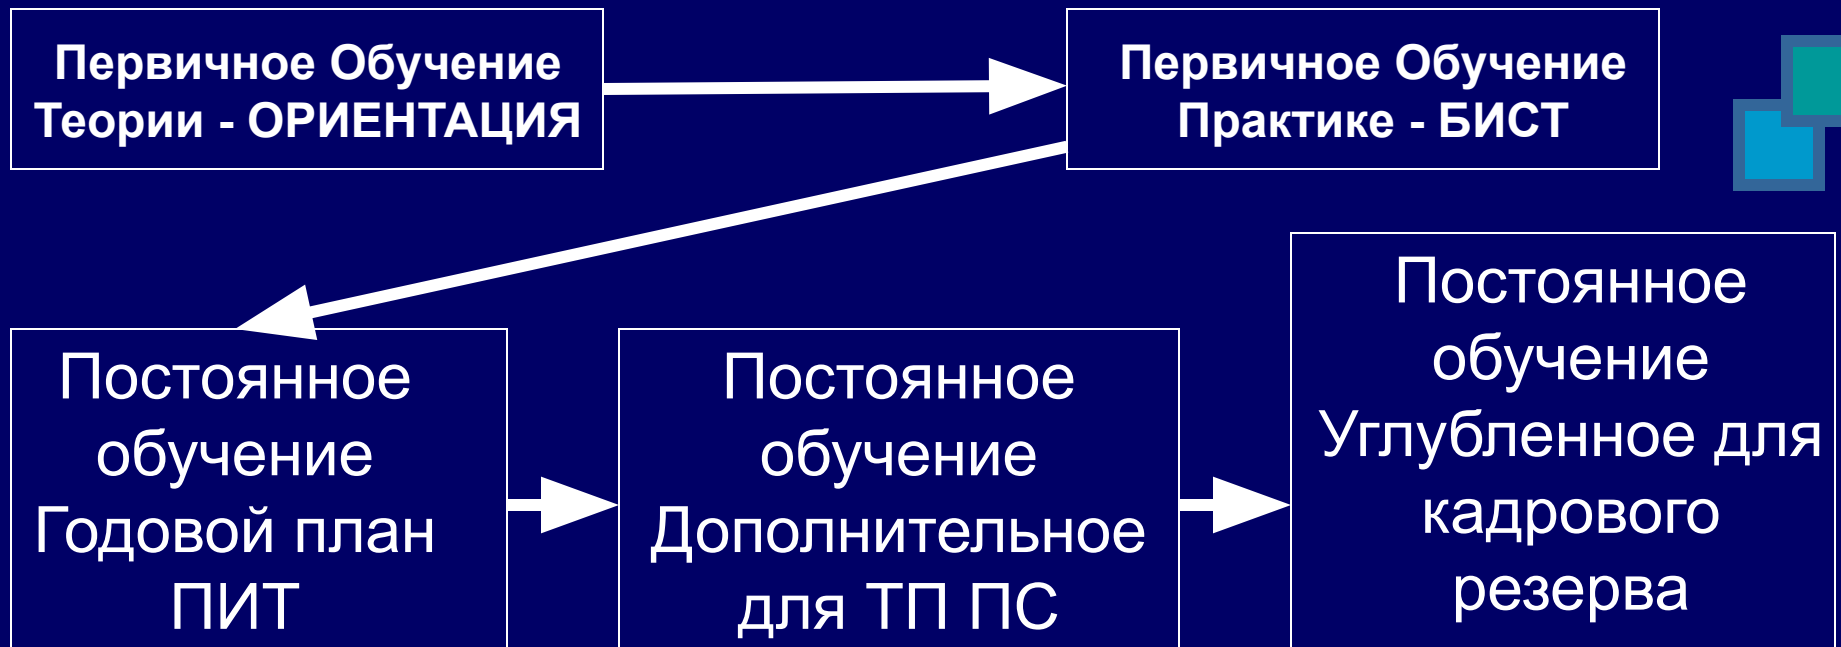 Первичное Обучение
Теории - ОРИЕНТАЦИЯ
Первичное Обучение
Практике - БИСТ
Постоянное
обучение
Годовой план
ПИТ
Постоянное
обучение
Дополнительное
для ТП ПС
Постоянное
обучение
Углубленное для
кадрового
резерва